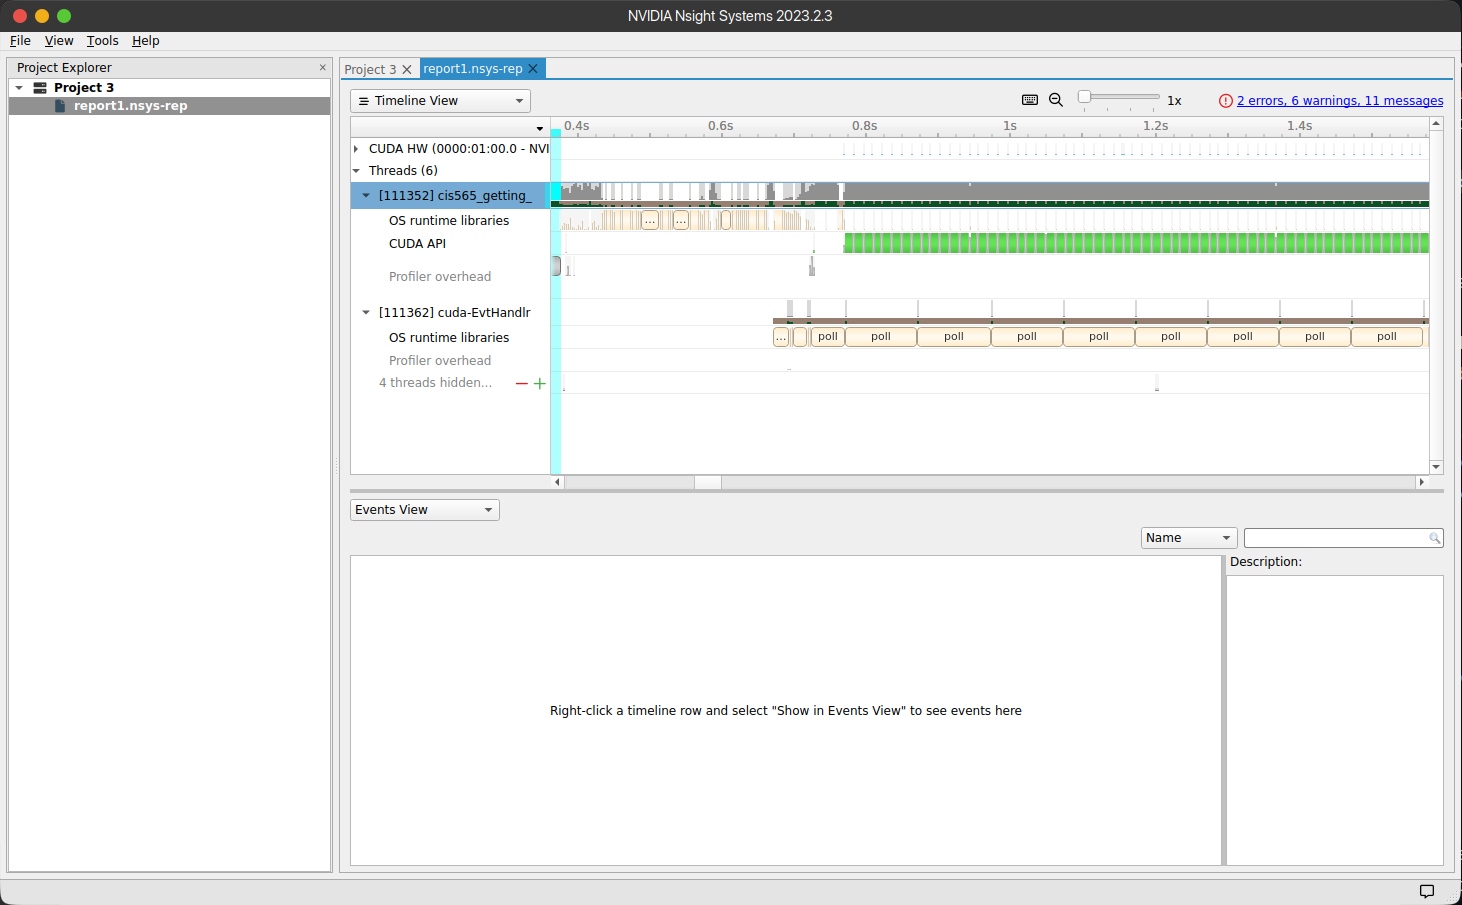 NVIDIA Nsight Systems 2023.2.3
File View Tools Help
Project Explorer
Project 3
report1.nsys-rep
Project 3 report1.nsys-rep
Timeline View
1x
2 errors, 6 warnings, 11 messages
0.4s 0.6s 0.8s 1s 1.2s 1.4s
CUDA HW (0000:01:00.0 - NVI
Threads (6)
[111352] cis565_getting_
OS runtime libraries
... ...
CUDA API
Profiler overhead
[111362] cuda-EvtHandlr
OS runtime libraries
... poll poll poll poll poll poll poll poll poll
Profiler overhead
4 threads hidden...
Events View
Name
Description:
Right-click a timeline row and select "Show in Events View" to see events here